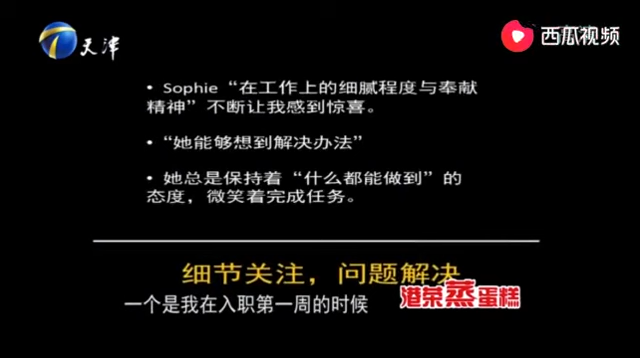 天津
西瓜视频
• Sophie“在工作上的细腻程度与奉献
精神”不断让我感到惊喜。
• “她能够想到解决办法”
• 她总是保持着“什么都能做到”的
态度，微笑着完成任务。
细节关注，问题解决
一个是我在入职第一周的时候
港荣蒸蛋糕